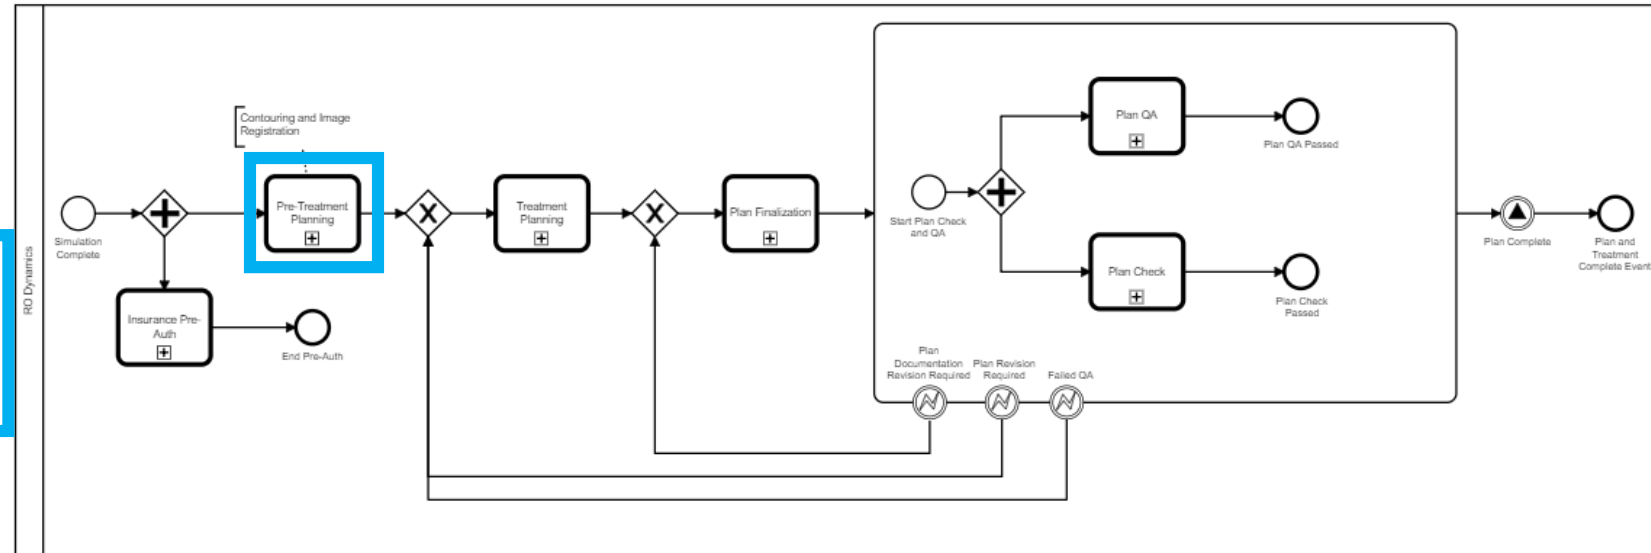 RO Dynamics
Contouring and Image
Registration
Simulation
Complete
Pre-Treatment
Planning
Insurance Pre-
Auth
End Pre-Auth
Treatment
Planning
Plan Finalization
Start Plan Check
and QA
Plan QA
Plan QA Passed
Plan Check
Plan Check
Passed
Plan
Documentation
Revision Required
Plan Revision
Required
Failed QA
Plan Complete
Plan and
Treatment
Complete Event